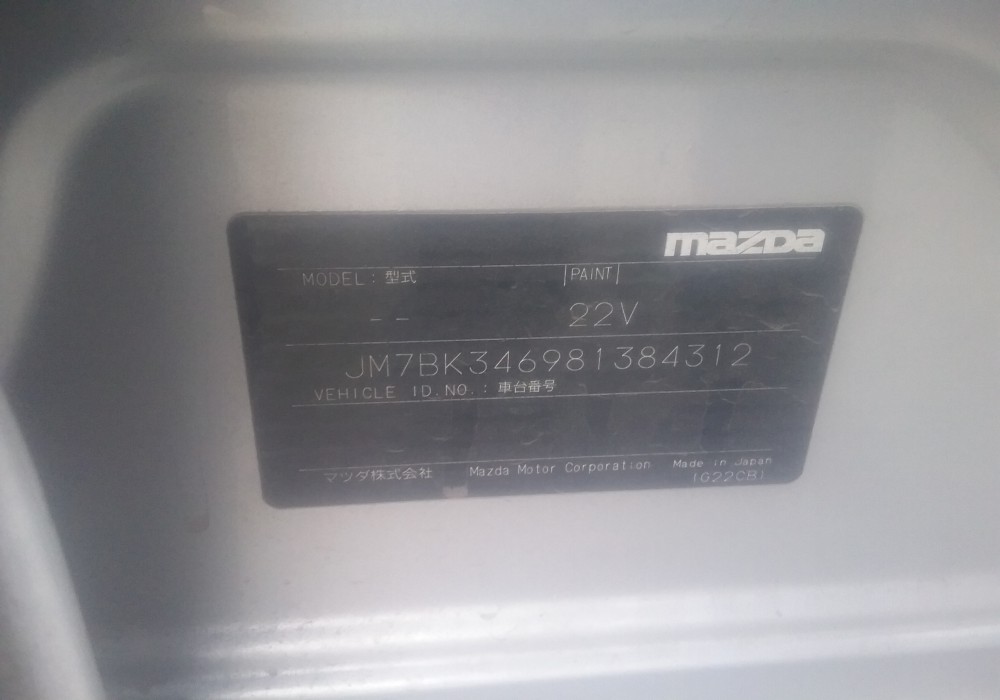 mazda
MODEL : 型式 PAINT
-- 22V
JM7BK346981384312
VEHICLE ID.NO. : 車台番号
マツダ株式会社 Mazda Motor Corporation Made in Japan
(G22CB)